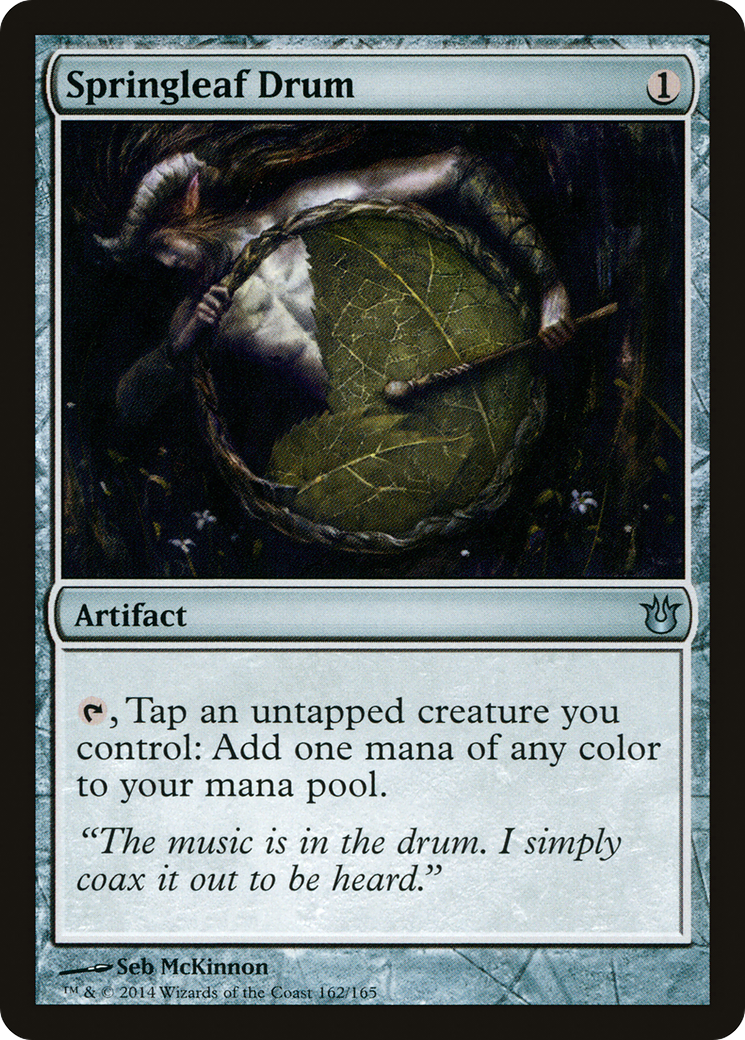 Springleaf Drum 1
Artifact
, Tap an untapped creature you
control: Add one mana of any color
to your mana pool.
“The music is in the drum. I simply
coax it out to be heard.”
Seb McKinnon
™ & © 2014 Wizards of the Coast 162/165